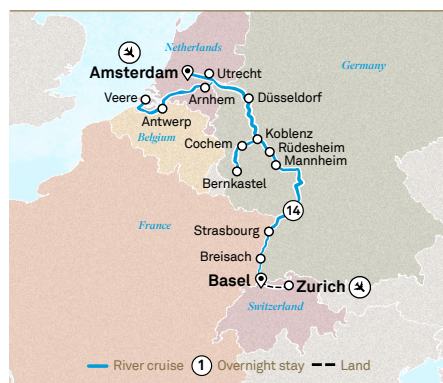 Netherlands
Amsterdam
Utrecht
Germany
Veere
Arnhem
Düsseldorf
Antwerp
Belgium
Koblenz
Cochem
Rüdesheim
Mannheim
Bernkastel
14
France
Strasbourg
Breisach
Basel
Zurich
Switzerland
River cruise 1 Overnight stay Land